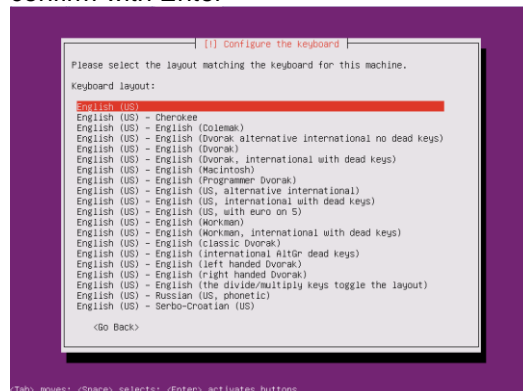 confirm with Enter
[!] Configure the keyboard
Please select the layout matching the keyboard for this machine.
Keyboard layout:
English (US)
English (US) - Cherokee
English (US) - English (Colemak)
English (US) - English (Dvorak alternative international no dead keys)
English (US) - English (Dvorak)
English (US) - English (Dvorak, international with dead keys)
English (US) - English (Macintosh)
English (US) - English (Programmer Dvorak)
English (US) - English (US, alternative international)
English (US) - English (US, international with dead keys)
English (US) - English (US, with euro on 5)
English (US) - English (Workman)
English (US) - English (Workman, international with dead keys)
English (US) - English (classic Dvorak)
English (US) - English (international AltGr dead keys)
English (US) - English (left handed Dvorak)
English (US) - English (right handed Dvorak)
English (US) - English (the divide/multiply keys toggle the layout)
English (US) - Russian (US, phonetic)
English (US) - Serbo-Croatian (US)
<Go Back>
<Tab> moves; <Space> selects; <Enter> activates buttons